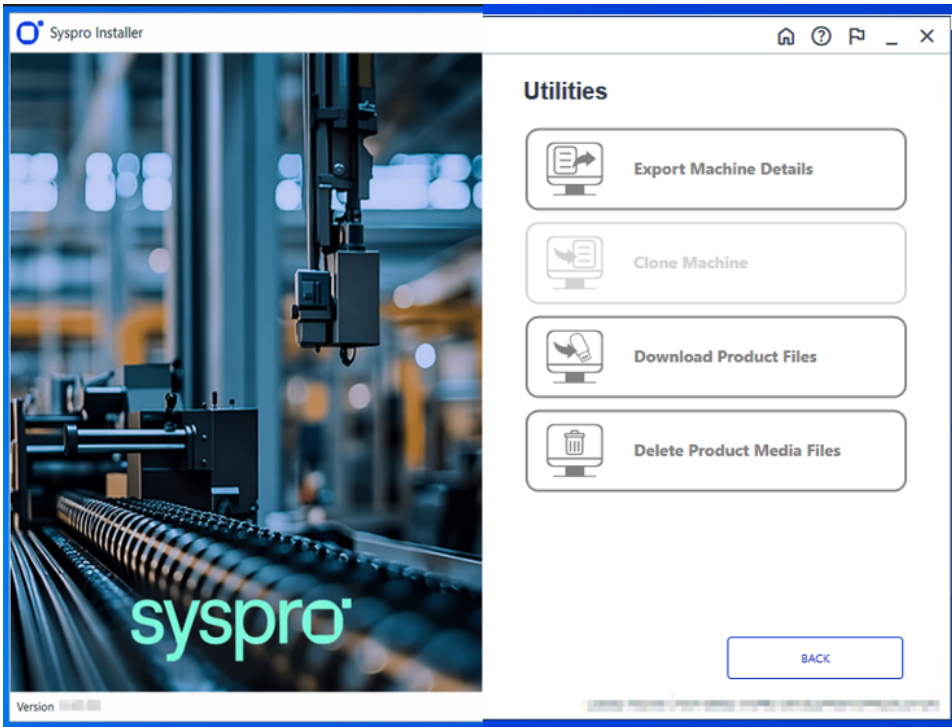 Syspro Installer
Utilities
Export Machine Details
Clone Machine
Download Product Files
Delete Product Media Files
syspro
BACK
Version